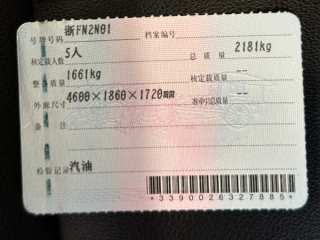 号牌号码 浙FN2N01 档案编号
核定载人数 5人 总质量 2181kg
整备质量 1661kg 核定载质量 --
外廓尺寸 4600×1860×1720mm 准牵引总质量 --
备注
检验记录 汽油
*3390026328875*